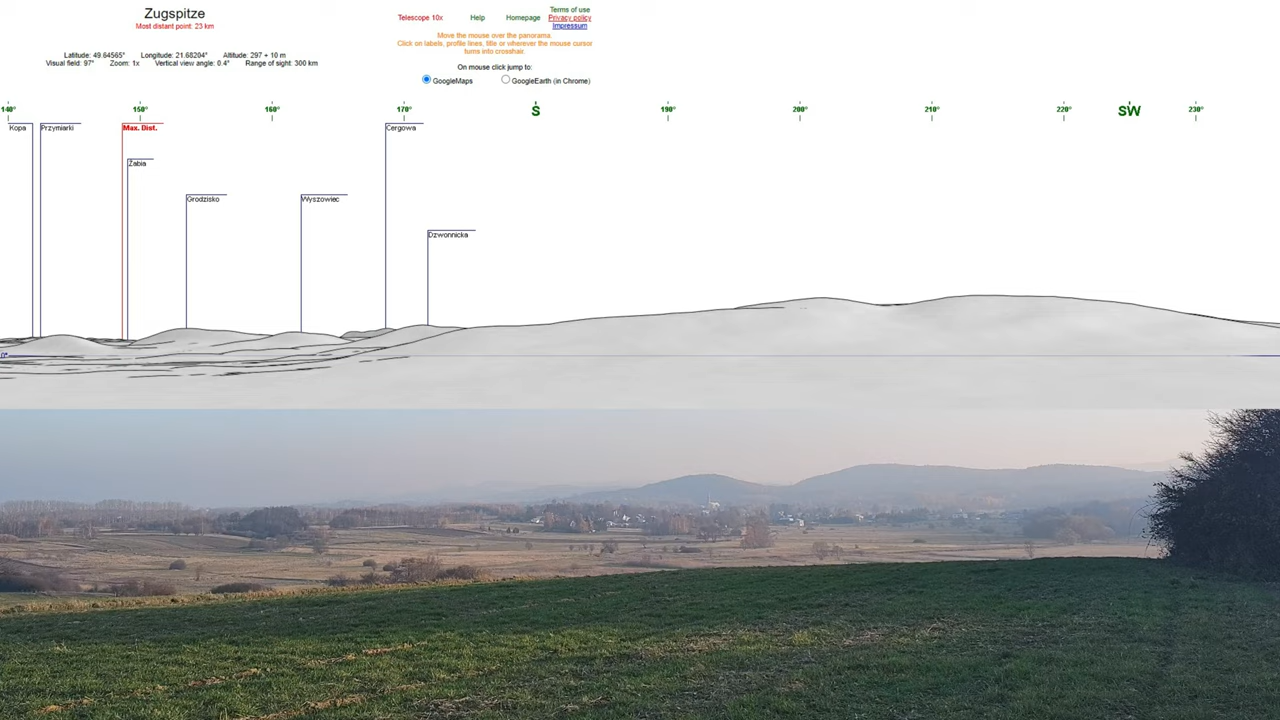 Zugspitze
Most distant point: 23 km
Latitude: 49.64565° Longitude: 21.68204° Altitude: 297 + 10 m
Visual field: 97° Zoom: 1x Vertical view angle: 0.4° Range of sight: 300 km
Telescope 10x Help Homepage
Terms of use
Privacy policy
Impressum
Move the mouse over the panorama.
Click on labels, profile lines, title or wherever the mouse cursor
turns into crosshair.
On mouse click jump to:
GoogleMaps GoogleEarth (in Chrome)
140° 150° 160° 170° S 190° 200° 210° 220° SW 230°
Kopa Przymiarki Max. Dist. Cergowa
Żabia
Grodzisko Wyszowiec
Dzwonnicka
0°